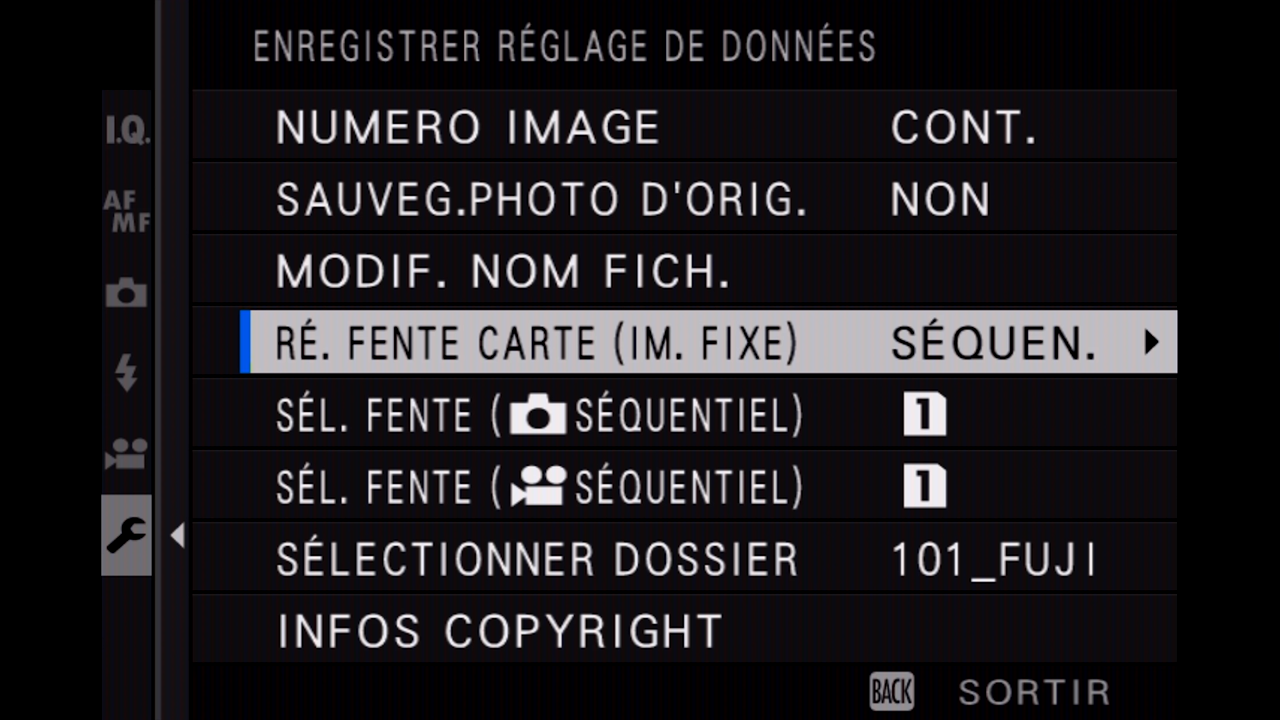 ENREGISTRER RÉGLAGE DE DONNÉES
I.Q.
NUMERO IMAGE CONT.
AF
MF
SAUVEG.PHOTO D'ORIG. NON
MODIF. NOM FICH.
RÉ. FENTE CARTE (IM. FIXE) SÉQUEN.
SÉL. FENTE (SÉQUENTIEL) 1
SÉL. FENTE (SÉQUENTIEL) 1
SÉLECTIONNER DOSSIER 101_FUJI
INFOS COPYRIGHT
BACK SORTIR